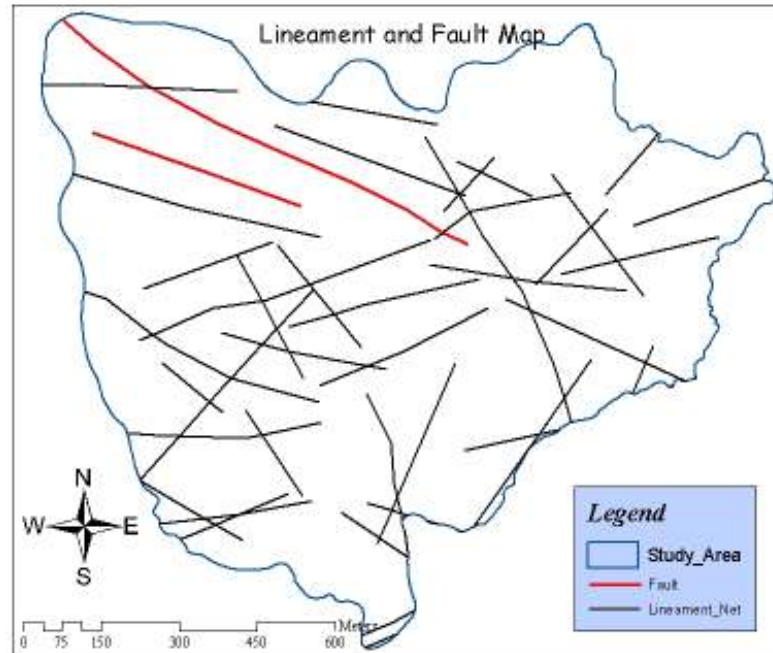 Lineament and Fault Map
N
W E
S
Legend
Study_Area
Fault
Lineament_Net
Meters
0 75 150 300 450 600